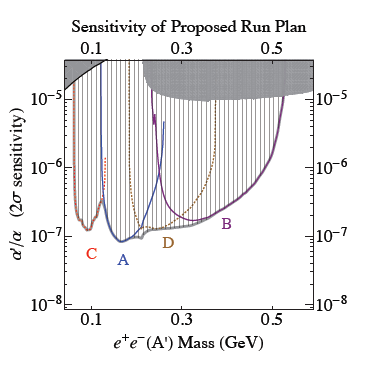 Sensitivity of Proposed Run Plan
0.1 0.3 0.5
10⁻⁵ 10⁻⁵
10⁻⁶ 10⁻⁶
10⁻⁷ 10⁻⁷
10⁻⁸ 10⁻⁸
α'/α (2σ sensitivity)
C
A
D
B
0.1 0.3 0.5
e⁺e⁻(A') Mass (GeV)